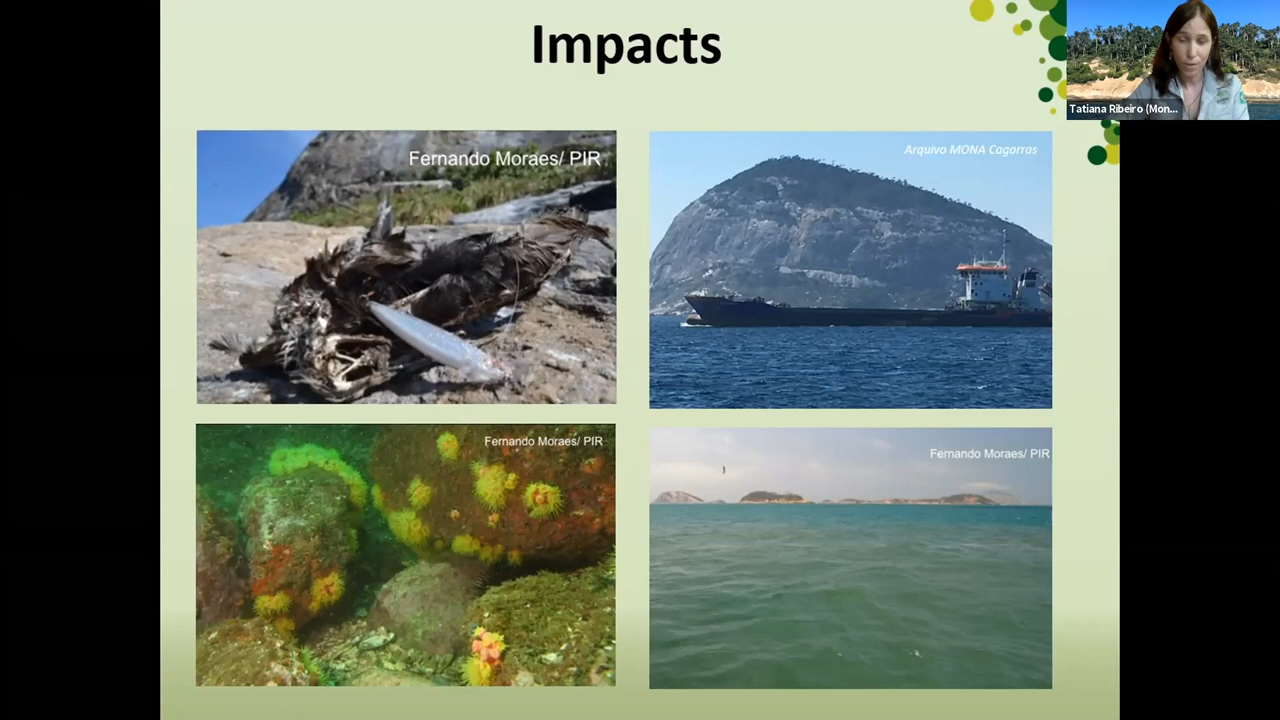 Impacts
Tatiana Ribeiro (Mon...
Fernando Moraes/ PIR
Arquivo MONA Cagarras
Fernando Moraes/ PIR
Fernando Moraes/ PIR